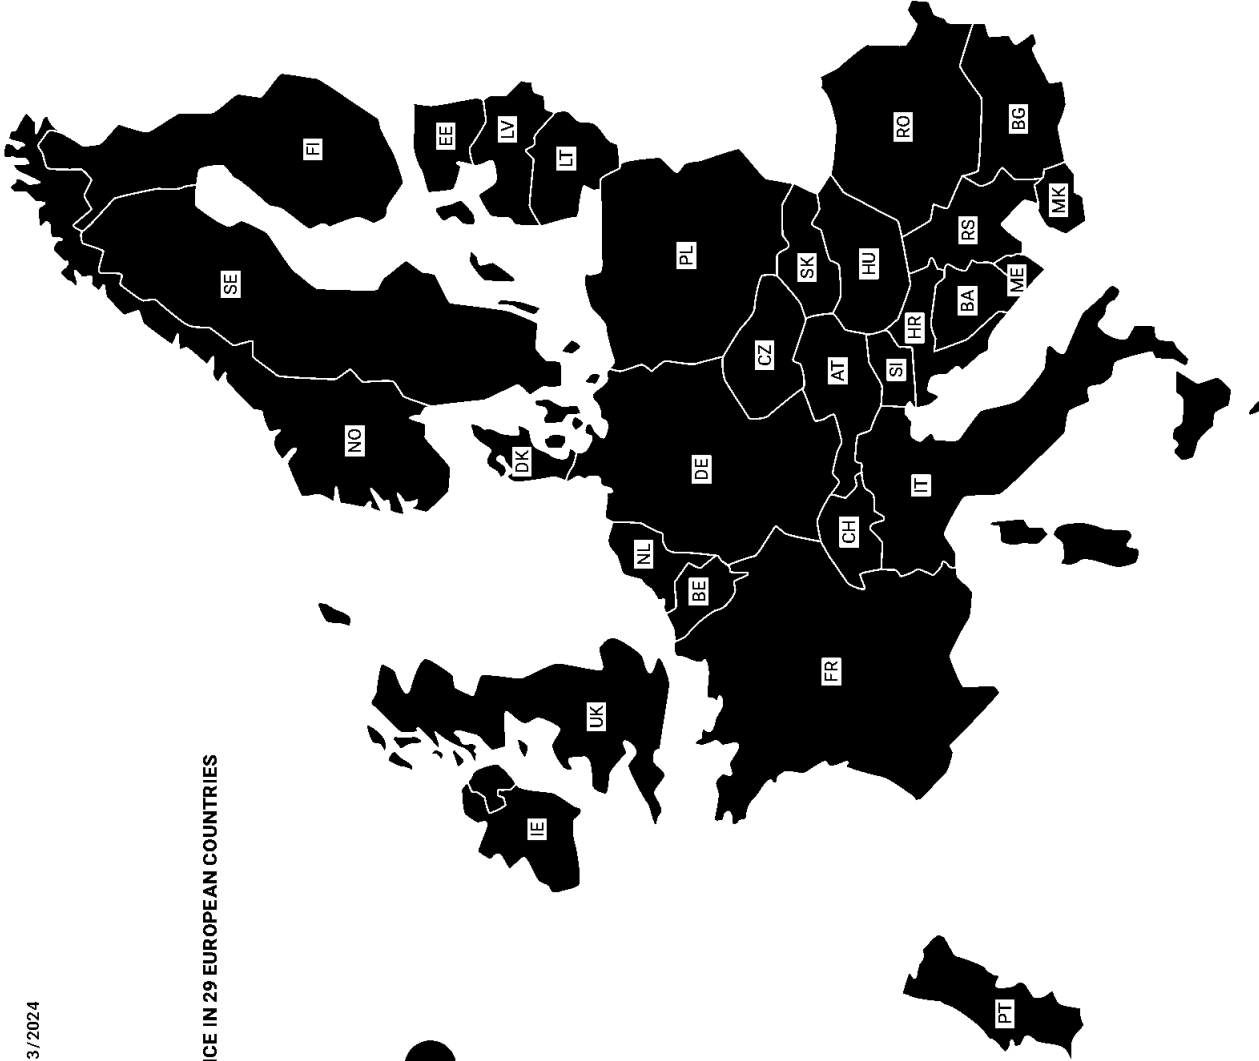 3/2024
ICE IN 29 EUROPEAN COUNTRIES
FI
SE
NO
EE
LV
LT
DK
IE
UK
NL
BE
DE
PL
CZ
SK
AT
HU
CH
FR
SI
HR
RO
IT
BA
RS
ME
BG
MK
PT